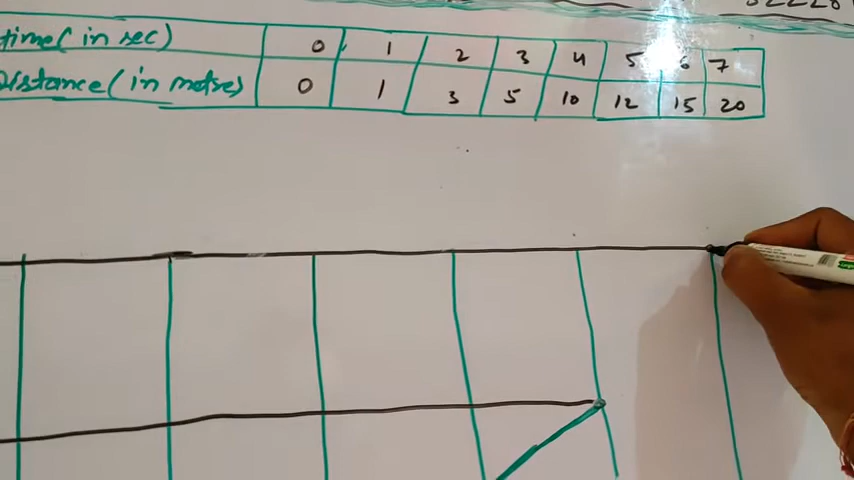 time (in sec) 0 1 2 3 4 5 6 7
Distance (in metre) 0 1 3 5 10 12 15 20